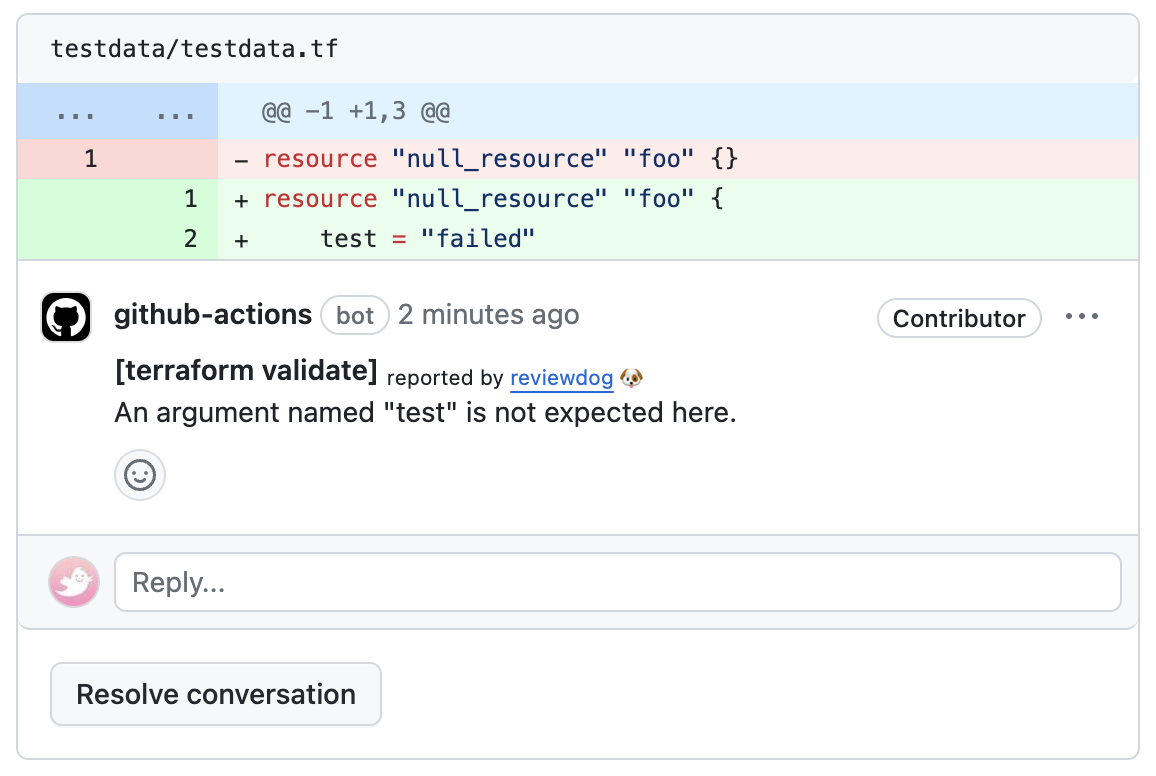 testdata/testdata.tf
... ... @@ -1 +1,3 @@
1 - resource "null_resource" "foo" {}
1 + resource "null_resource" "foo" {
2 + test = "failed"
github-actions bot 2 minutes ago Contributor ...
[terraform validate] reported by reviewdog 🐶
An argument named "test" is not expected here.
Reply...
Resolve conversation